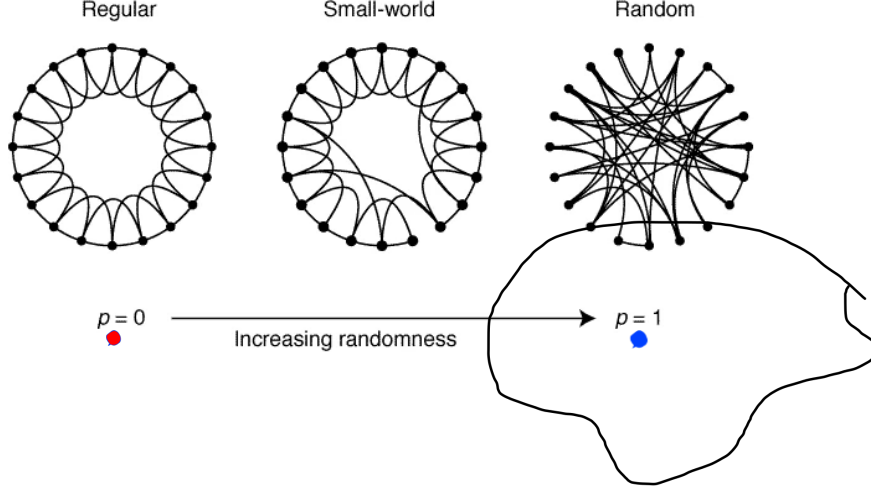 Regular Small-world Random
p = 0 p = 1
Increasing randomness